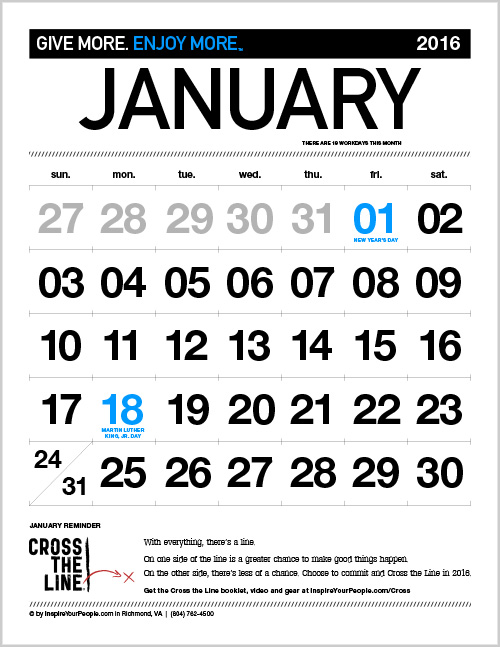 GIVE MORE. ENJOY MORE.™ 2016
JANUARY
THERE ARE 19 WORKDAYS THIS MONTH
sun. mon. tue. wed. thu. fri. sat.
27 28 29 30 31 01 02
NEW YEAR'S DAY
03 04 05 06 07 08 09
10 11 12 13 14 15 16
17 18 19 20 21 22 23
MARTIN LUTHER
KING, JR. DAY
24 31 25 26 27 28 29 30
JANUARY REMINDER
CROSS
THE
LINE
With everything, there's a line.
On one side of the line is a greater chance to make good things happen.
On the other side, there's less of a chance. Choose to commit and Cross the Line in 2016.
Get the Cross the Line booklet, video and gear at InspireYourPeople.com/Cross
© by InspireYourPeople.com in Richmond, VA | (804) 762-4500